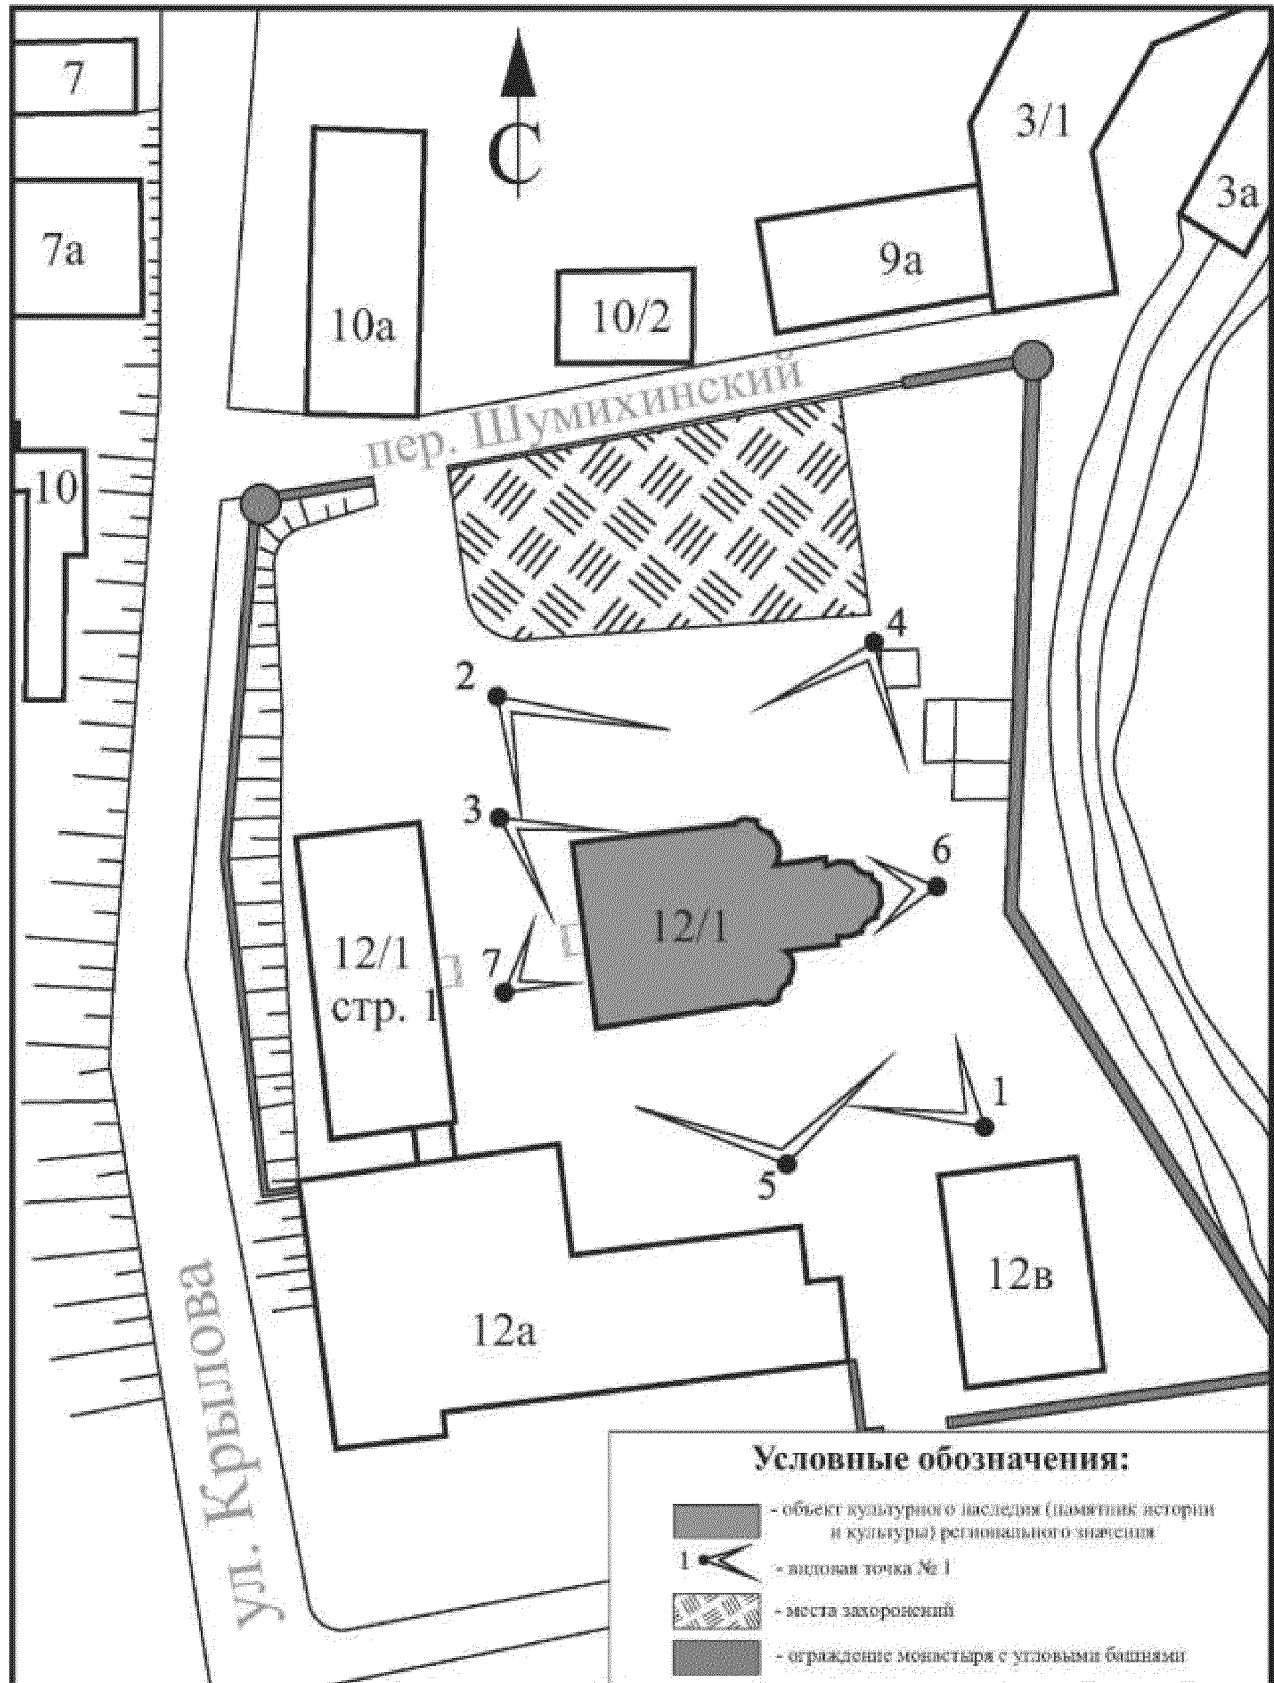 7
С
3/1
3а
7а
9а
10а
10/2
пер. Шумихинский
10
4
2
3
6
12/1
12/1
стр. 1
7
1
5
12в
12а
ул. Крылова
Условные обозначения:
- объект культурного наследия (памятник истории
и культуры) регионального значения
1 - видовая точка № 1
- места захоронений
- ограждение монастыря с угловыми башнями